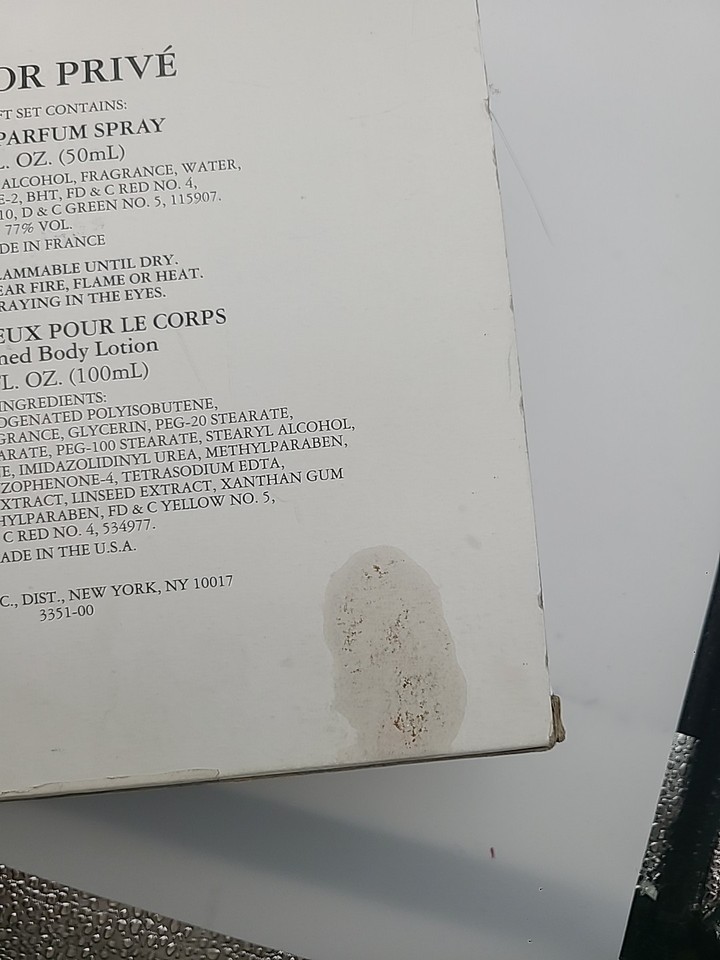 OR PRIVÉ
FT SET CONTAINS:
PARFUM SPRAY
L. OZ. (50mL)
ALCOHOL, FRAGRANCE, WATER,
E-2, BHT, FD & C RED NO. 4,
10, D & C GREEN NO. 5, 115907.
77% VOL.
DE IN FRANCE
LAMMABLE UNTIL DRY.
EAR FIRE, FLAME OR HEAT.
RAYING IN THE EYES.
EUX POUR LE CORPS
ned Body Lotion
FL. OZ. (100mL)
INGREDIENTS:
OGENATED POLYISOBUTENE,
GRANCE, GLYCERIN, PEG-20 STEARATE,
ARATE, PEG-100 STEARATE, STEARYL ALCOHOL,
NE, IMIDAZOLIDINYL UREA, METHYLPARABEN,
ZOPHENONE-4, TETRASODIUM EDTA,
EXTRACT, LINSEED EXTRACT, XANTHAN GUM
HYLPARABEN, FD & C YELLOW NO. 5,
C RED NO. 4, 534977.
ADE IN THE U.S.A.
C., DIST., NEW YORK, NY 10017
3351-00